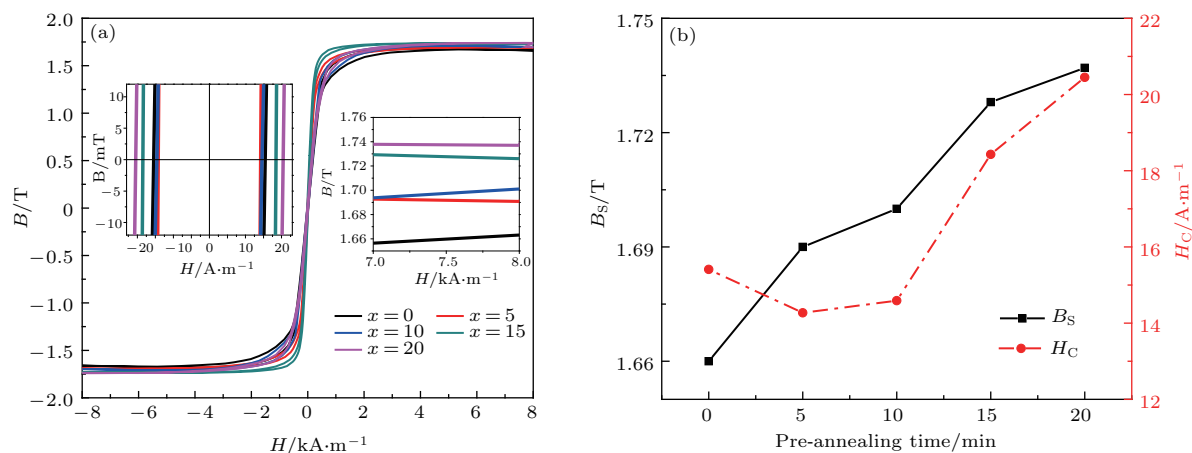 (a)
2.0
1.5
1.0
0.5
0
−0.5
−1.0
−1.5
−2.0
B/T
−8 −6 −4 −2 0 2 4 6 8
H/kA·m⁻¹
10
5
0
−5
−10
B/mT
−20 −10 0 10 20
H/A·m⁻¹
1.76
1.74
1.72
1.70
1.68
1.66
B/T
7.0 7.5 8.0
H/kA·m⁻¹
x = 0 x = 5
x = 10 x = 15
x = 20
(b)
1.75
1.72
1.69
1.66
B_S/T
0 5 10 15 20
Pre-annealing time/min
22
20
18
16
14
12
H_C/A·m⁻¹
B_S
H_C